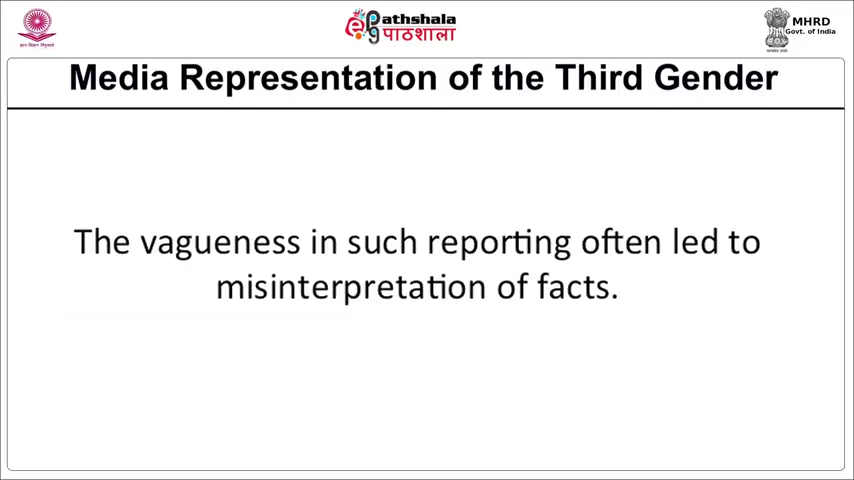 ePathshala
पाठशाला
MHRD
Govt. of India
Media Representation of the Third Gender
The vagueness in such reporting often led to
misinterpretation of facts.